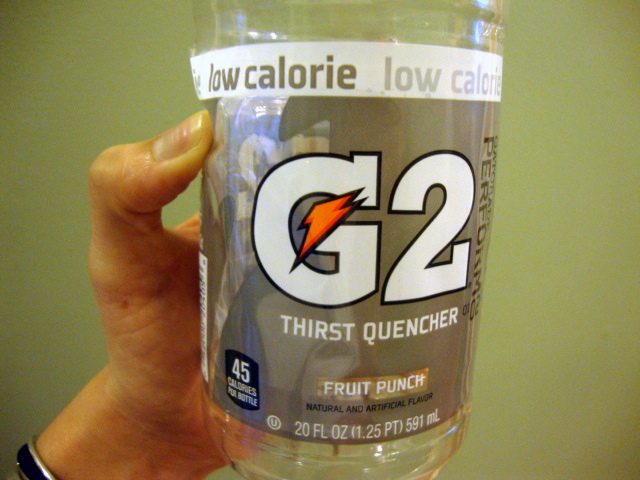 low calorie low calorie
G2
THIRST QUENCHER
45
CALORIES
PER BOTTLE
FRUIT PUNCH
NATURAL AND ARTIFICIAL FLAVOR
U
20 FL OZ (1.25 PT) 591 mL